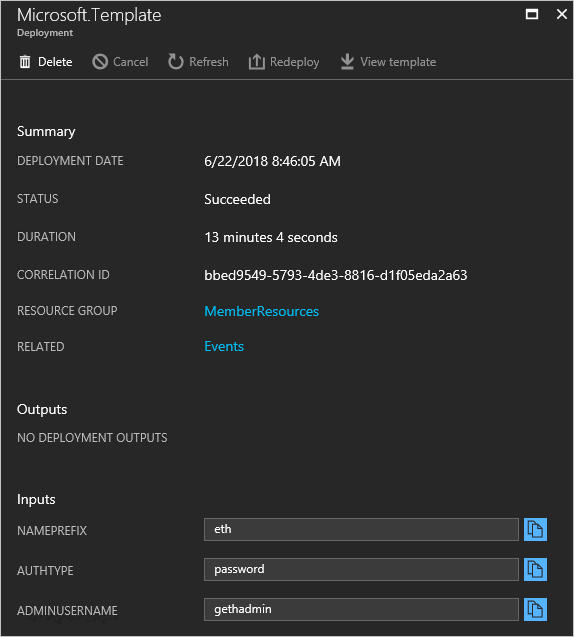 Microsoft.Template
Deployment
Delete Cancel Refresh Redeploy View template
Summary
DEPLOYMENT DATE 6/22/2018 8:46:05 AM
STATUS Succeeded
DURATION 13 minutes 4 seconds
CORRELATION ID bbed9549-5793-4de3-8816-d1f05eda2a63
RESOURCE GROUP MemberResources
RELATED Events
Outputs
NO DEPLOYMENT OUTPUTS
Inputs
NAMEPREFIX eth
AUTHTYPE password
ADMINUSERNAME gethadmin